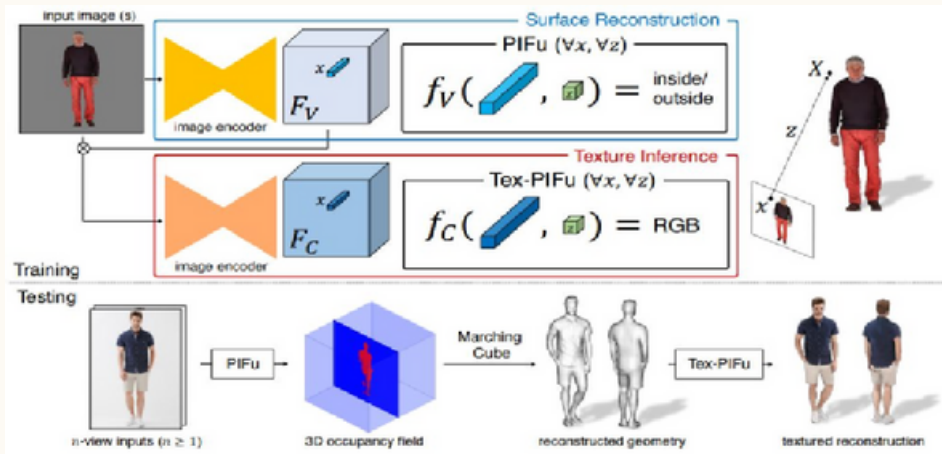 input image (s)
Surface Reconstruction
PIFu (∀x, ∀z)
x
F_V
f_V( , z ) = inside/
outside
image encoder
X
z
x
Texture Inference
Tex-PIFu (∀x, ∀z)
x
F_C
f_C( , z ) = RGB
image encoder
Training
Testing
PIFu
Marching
Cube
Tex-PIFu
n-view inputs (n ≥ 1)
3D occupancy field
reconstructed geometry
textured reconstruction